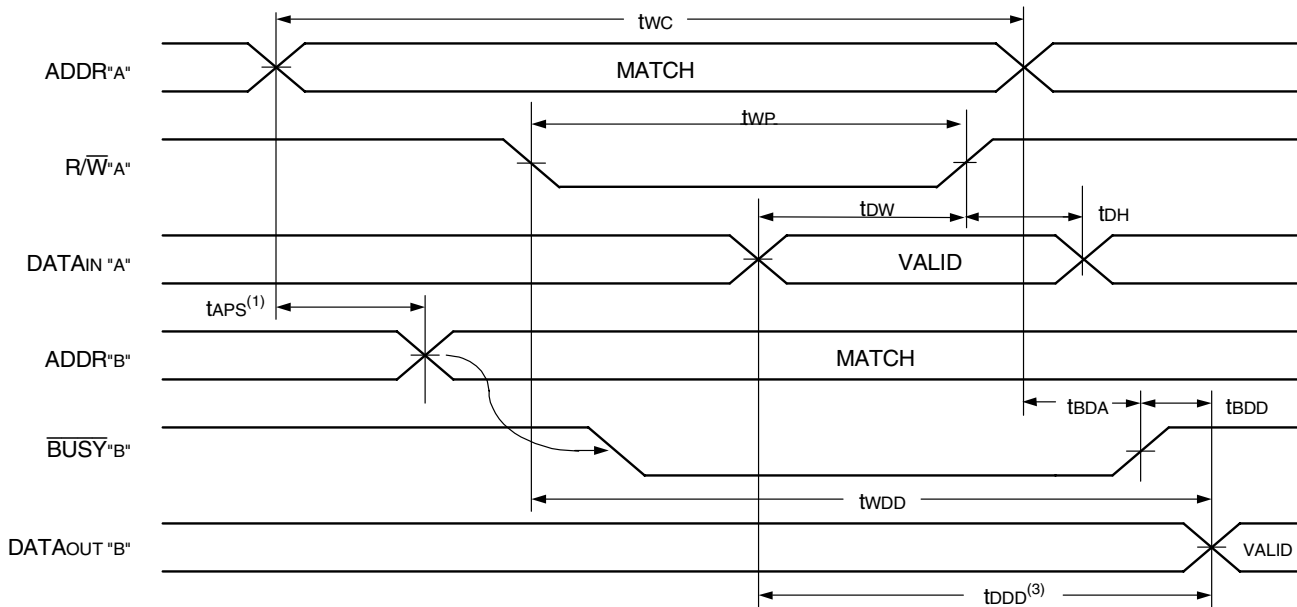 tWC
ADDR"A"
MATCH
tWP
R/W"A"
tDW
tDH
DATAIN "A"
VALID
tAPS(1)
ADDR"B"
MATCH
tBDA
tBDD
BUSY"B"
tWDD
DATAOUT "B"
VALID
tDDD(3)